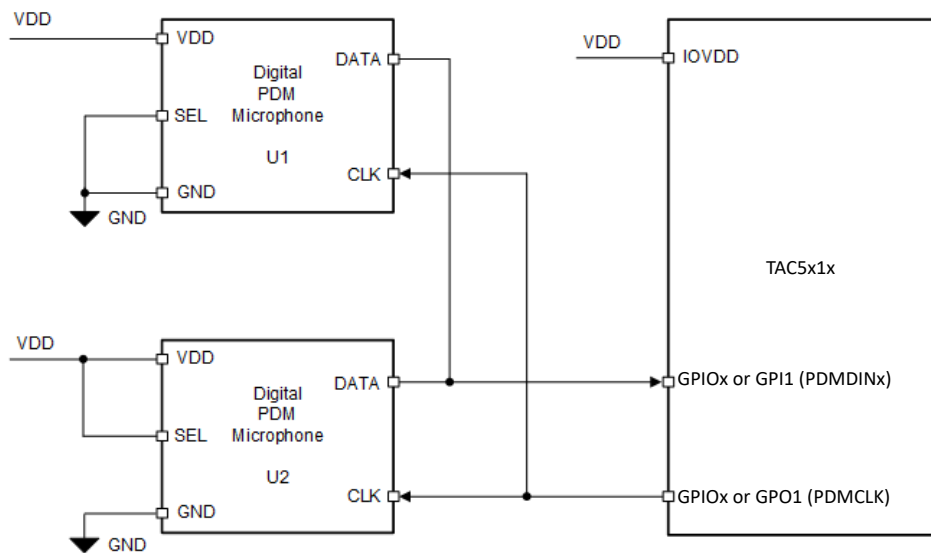 VDD
VDD
DATA
Digital
PDM
Microphone
SEL
U1
CLK
GND
GND
VDD
IOVDD
TAC5x1x
VDD
VDD
DATA
Digital
PDM
Microphone
SEL
U2
CLK
GND
GND
GPIOx or GPI1 (PDMDINx)
GPIOx or GPO1 (PDMCLK)